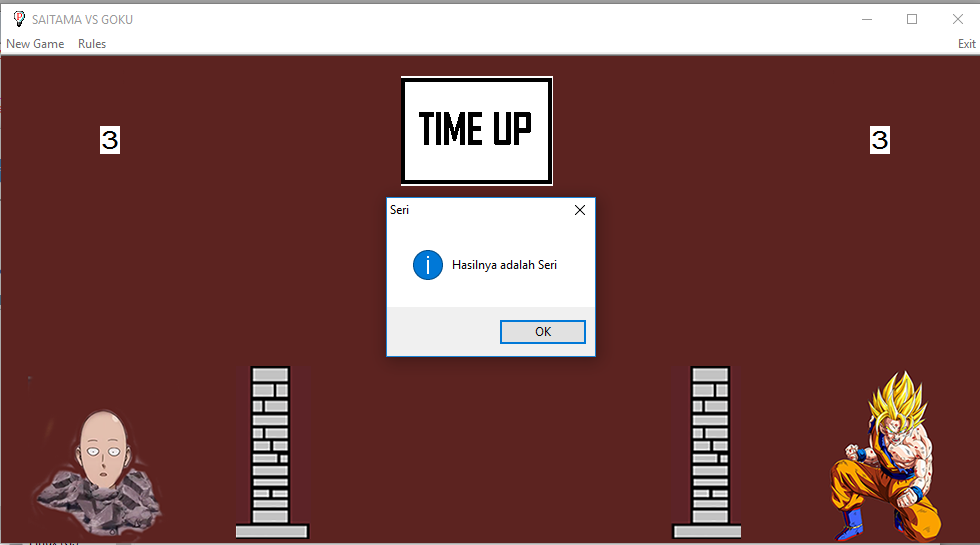 SAITAMA VS GOKU
New Game Rules Exit
TIME UP
3 3
Seri
Hasilnya adalah Seri
OK